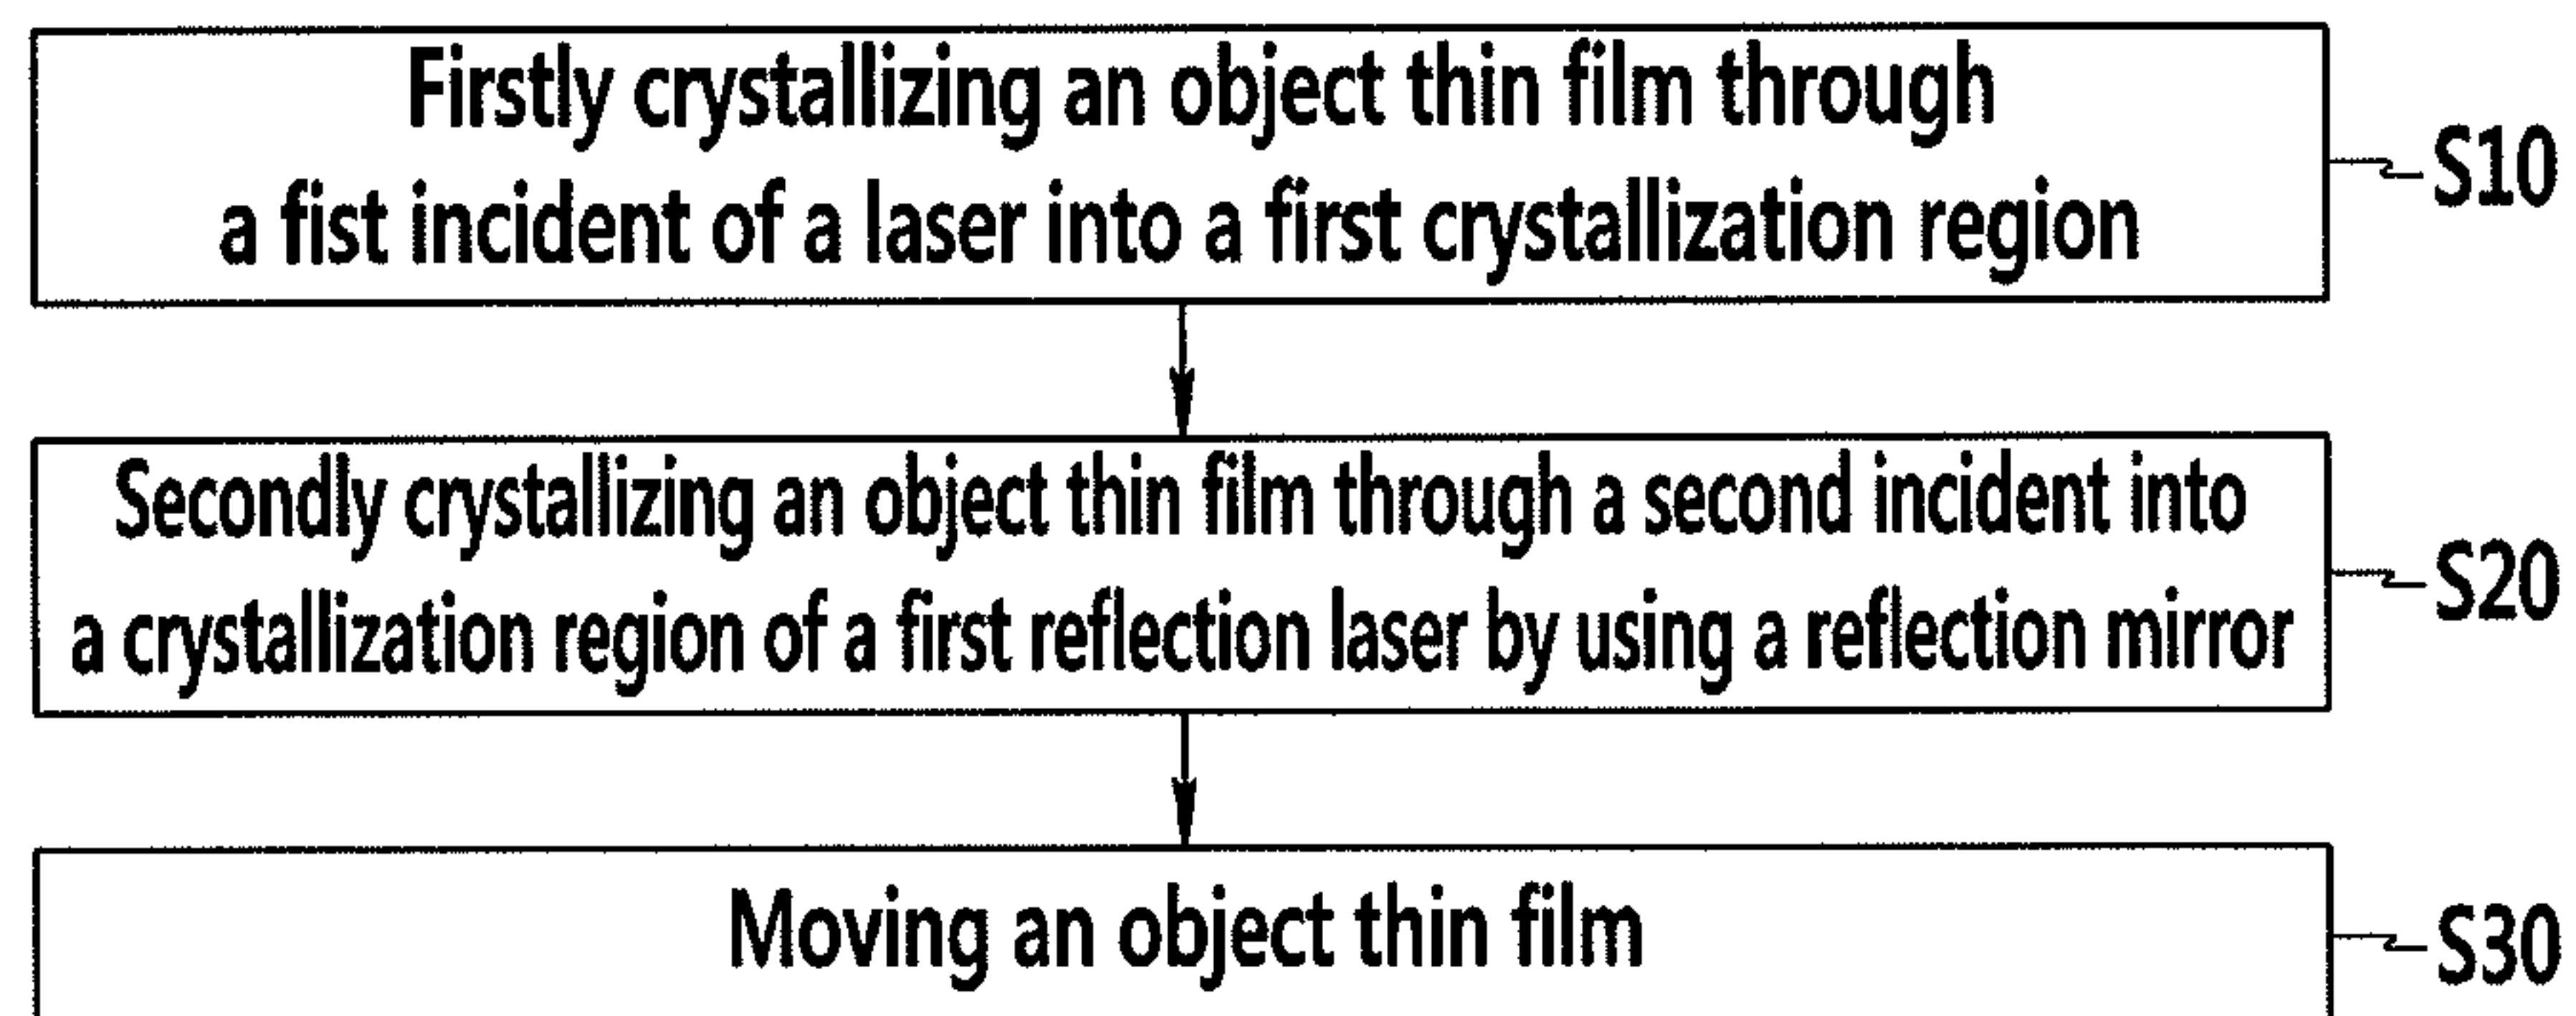 Firstly crystallizing an object thin film through
a fist incident of a laser into a first crystallization region
S10
Secondly crystallizing an object thin film through a second incident into
a crystallization region of a first reflection laser by using a reflection mirror
S20
Moving an object thin film
S30